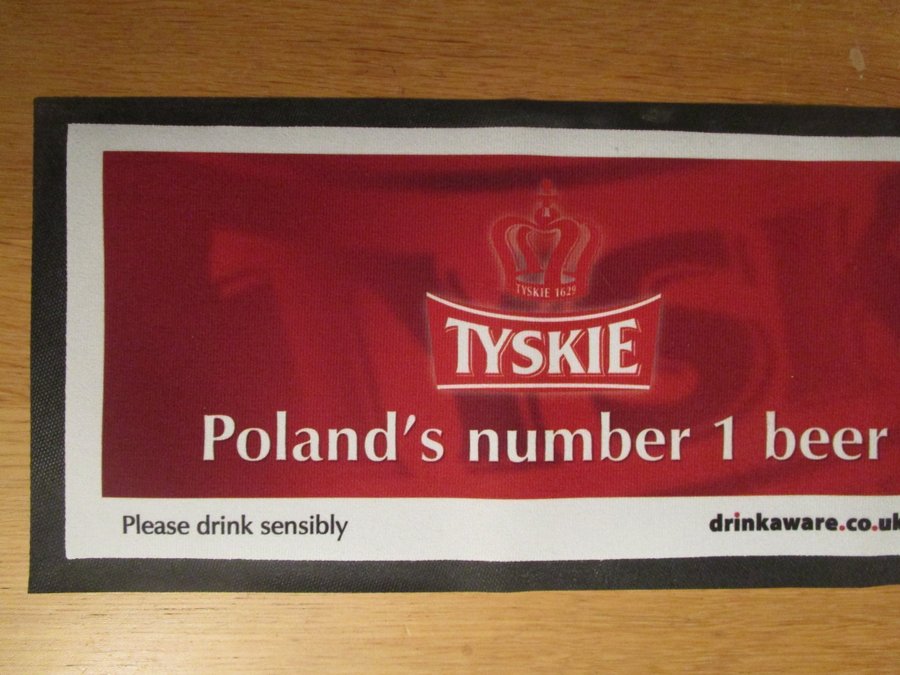 TYSKIE 1629
TYSKIE
Poland's number 1 beer
Please drink sensibly
drinkaware.co.uk